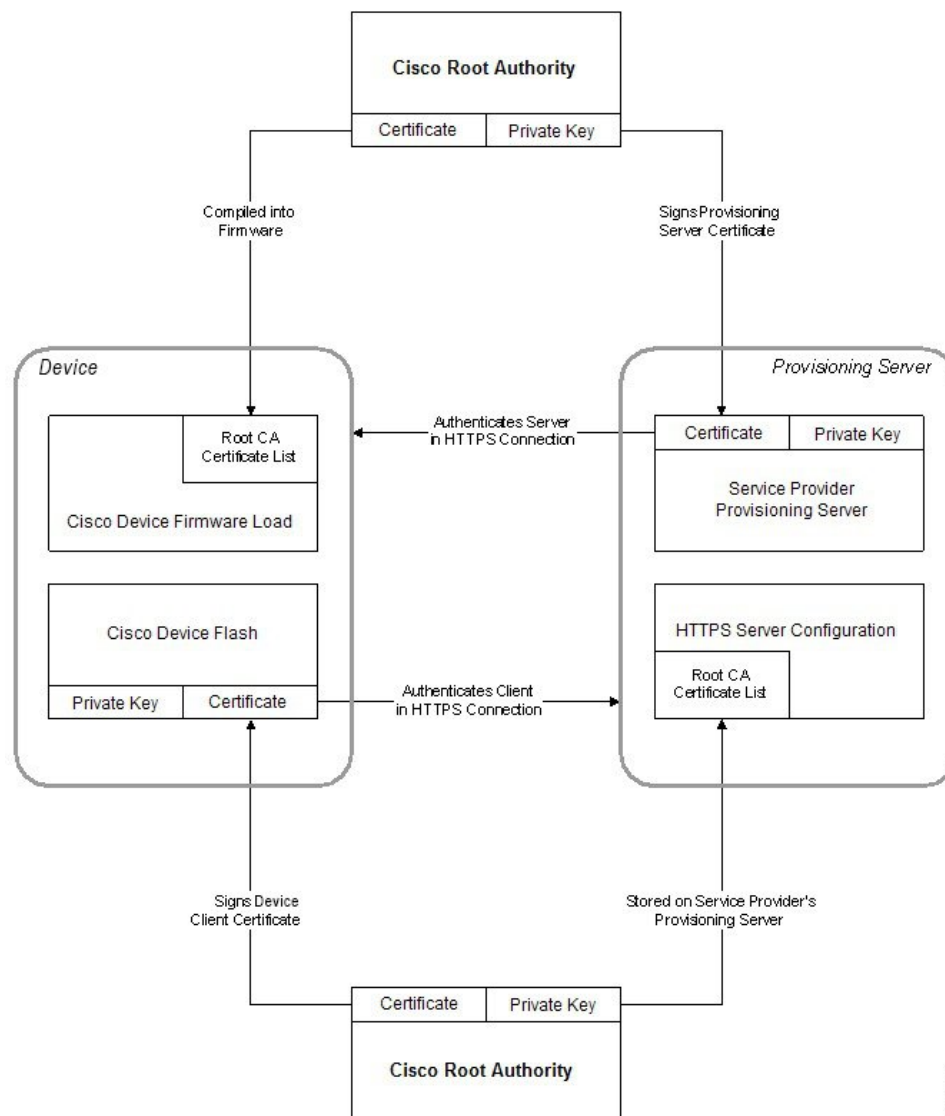 Cisco Root Authority
Certificate
Private Key
Compiled into
Firmware
Signs Provisioning
Server Certificate
Device
Provisioning Server
Root CA
Certificate List
Cisco Device Firmware Load
Authenticates Server
in HTTPS Connection
Certificate
Private Key
Service Provider
Provisioning Server
Cisco Device Flash
Private Key
Certificate
Authenticates Client
in HTTPS Connection
HTTPS Server Configuration
Root CA
Certificate List
Signs Device
Client Certificate
Stored on Service Provider's
Provisioning Server
Certificate
Private Key
Cisco Root Authority